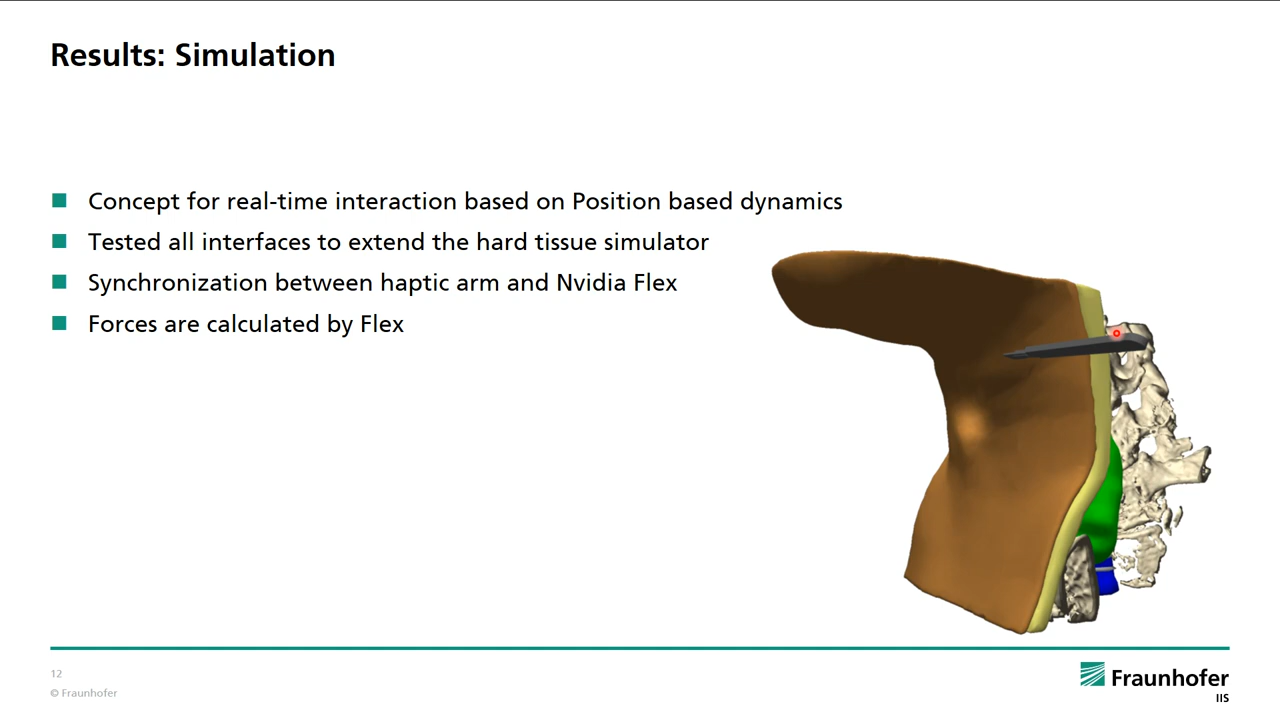 Results: Simulation
Concept for real-time interaction based on Position based dynamics
Tested all interfaces to extend the hard tissue simulator
Synchronization between haptic arm and Nvidia Flex
Forces are calculated by Flex
12
© Fraunhofer
Fraunhofer
IIS